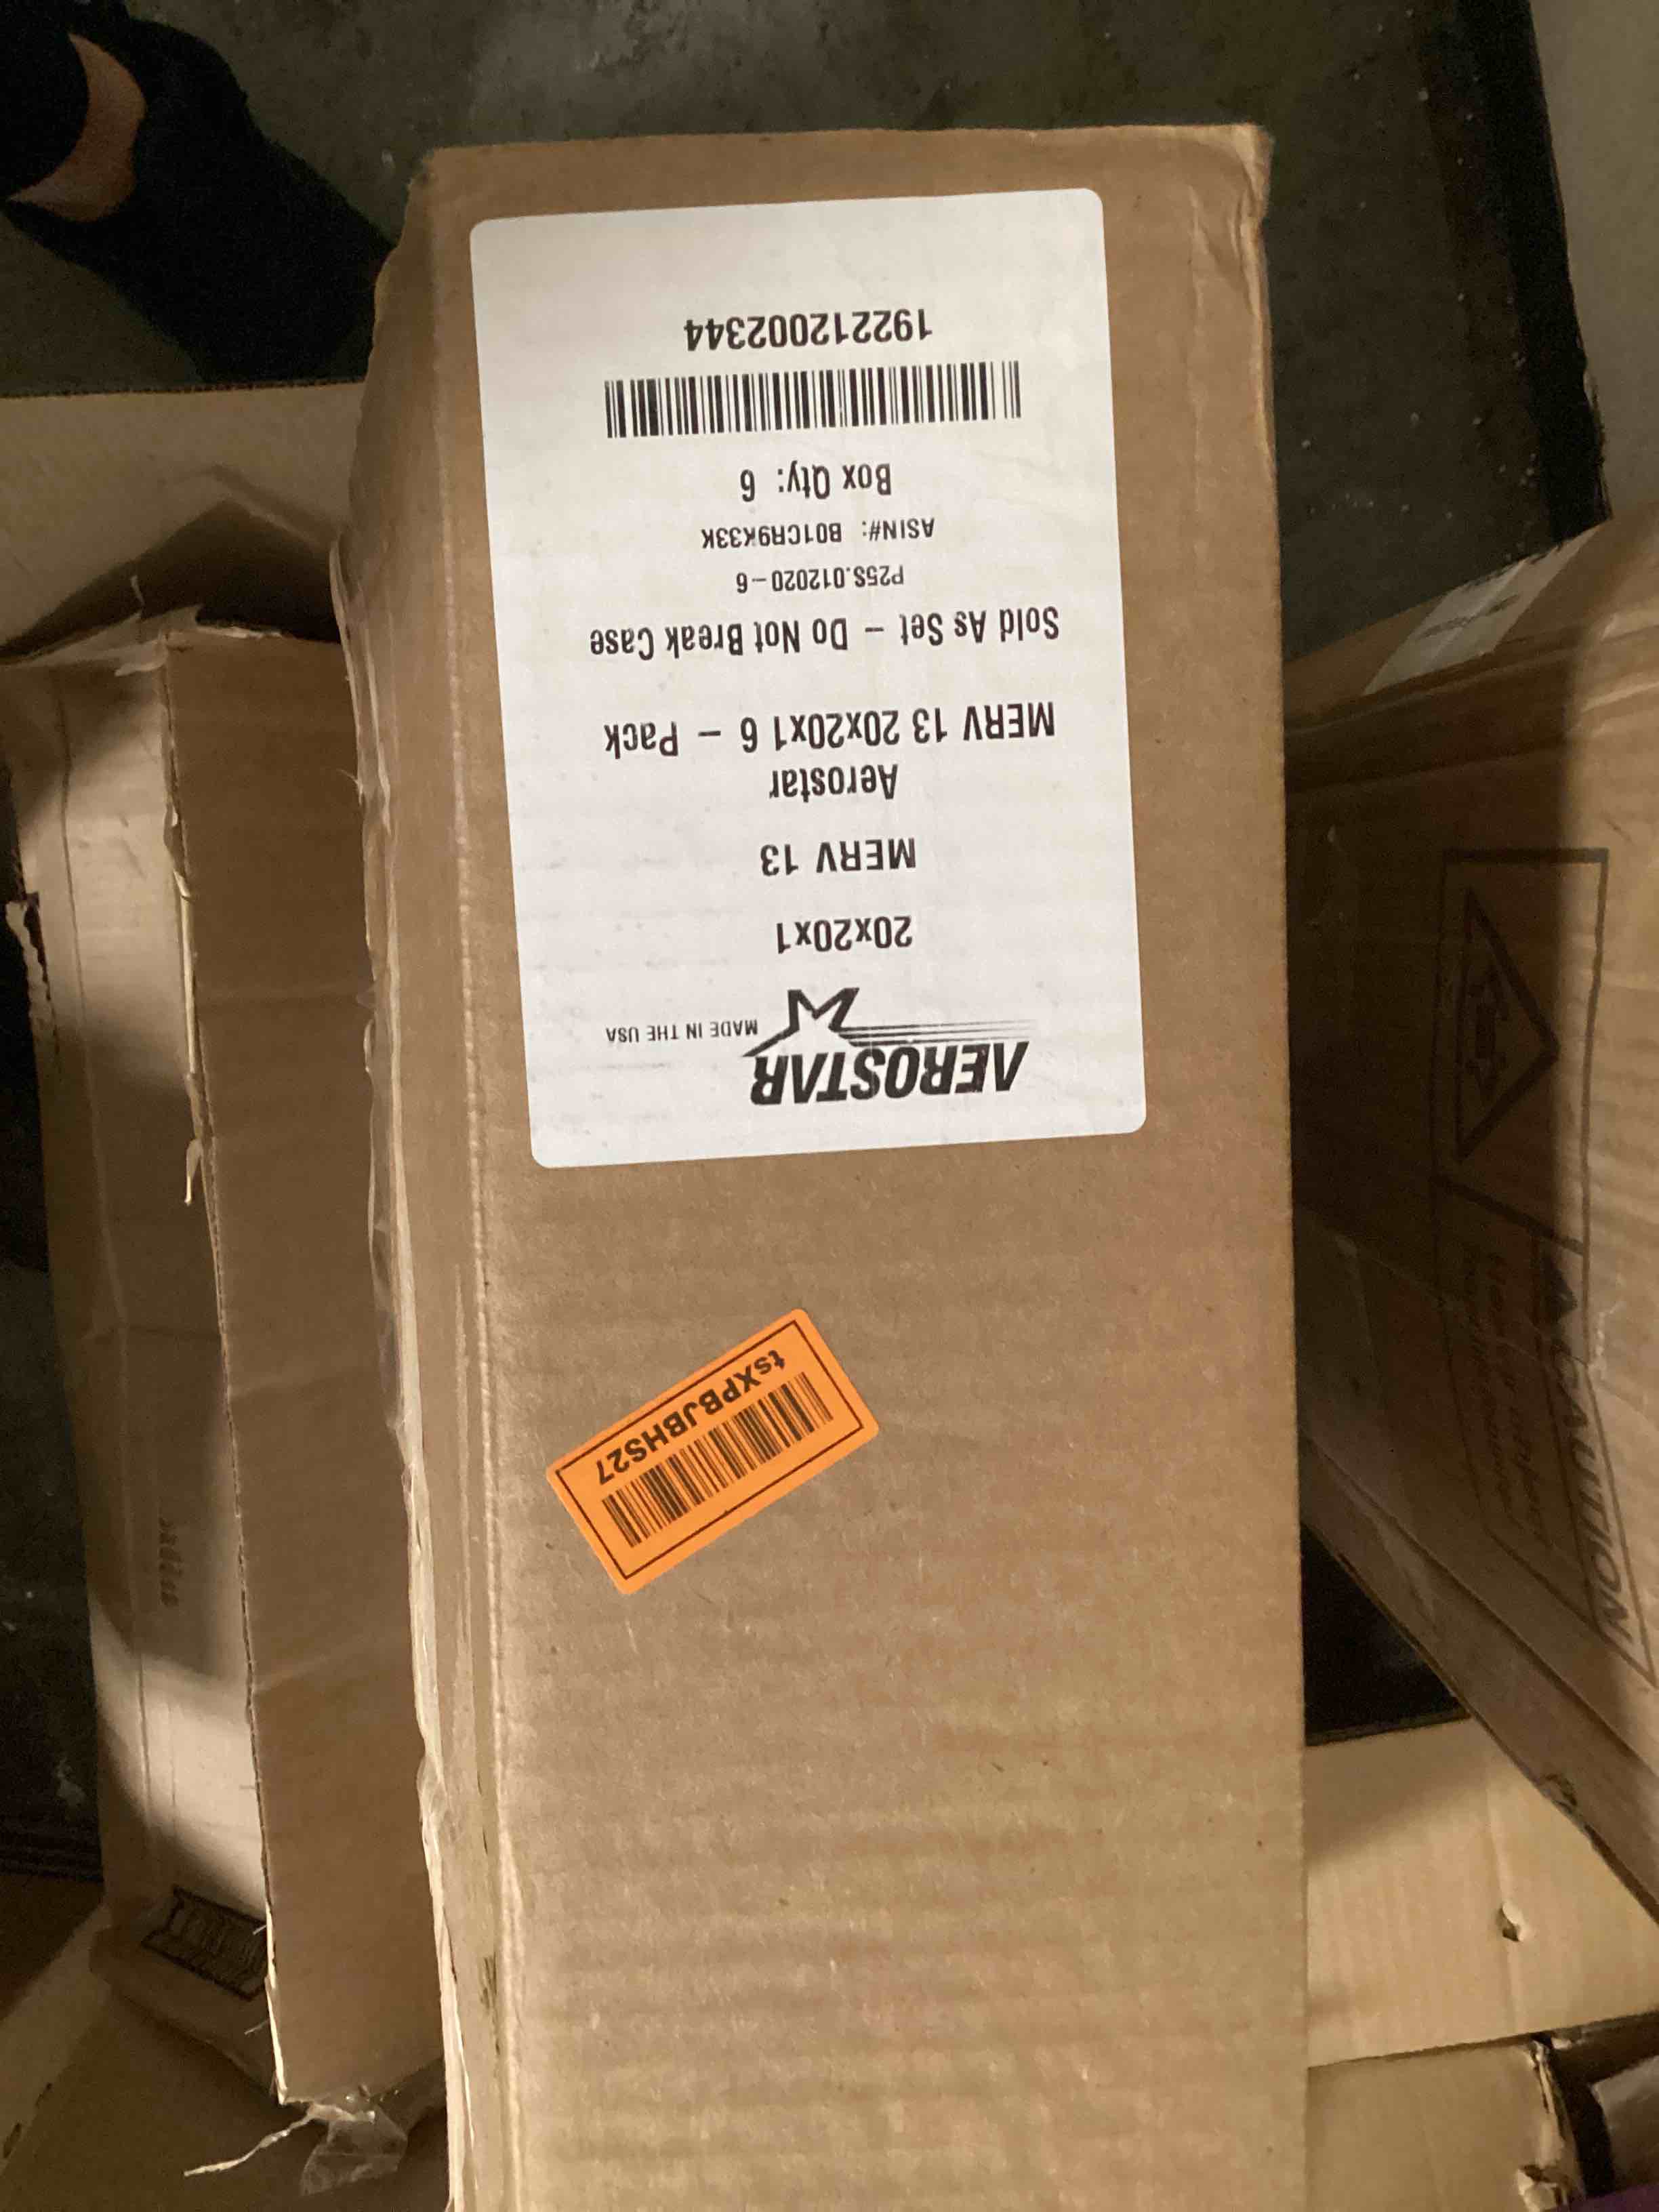 AEROSTAR
MADE IN THE USA
20x20x1
MERV 13
Aerostar
MERV 13 20x20x1 6 - Pack
Sold As Set - Do Not Break Case
P25S.012020-6
ASIN#: B01CR9K33K
Box Qty: 6
192212002344
tsXPBJBHS27
CAUTION